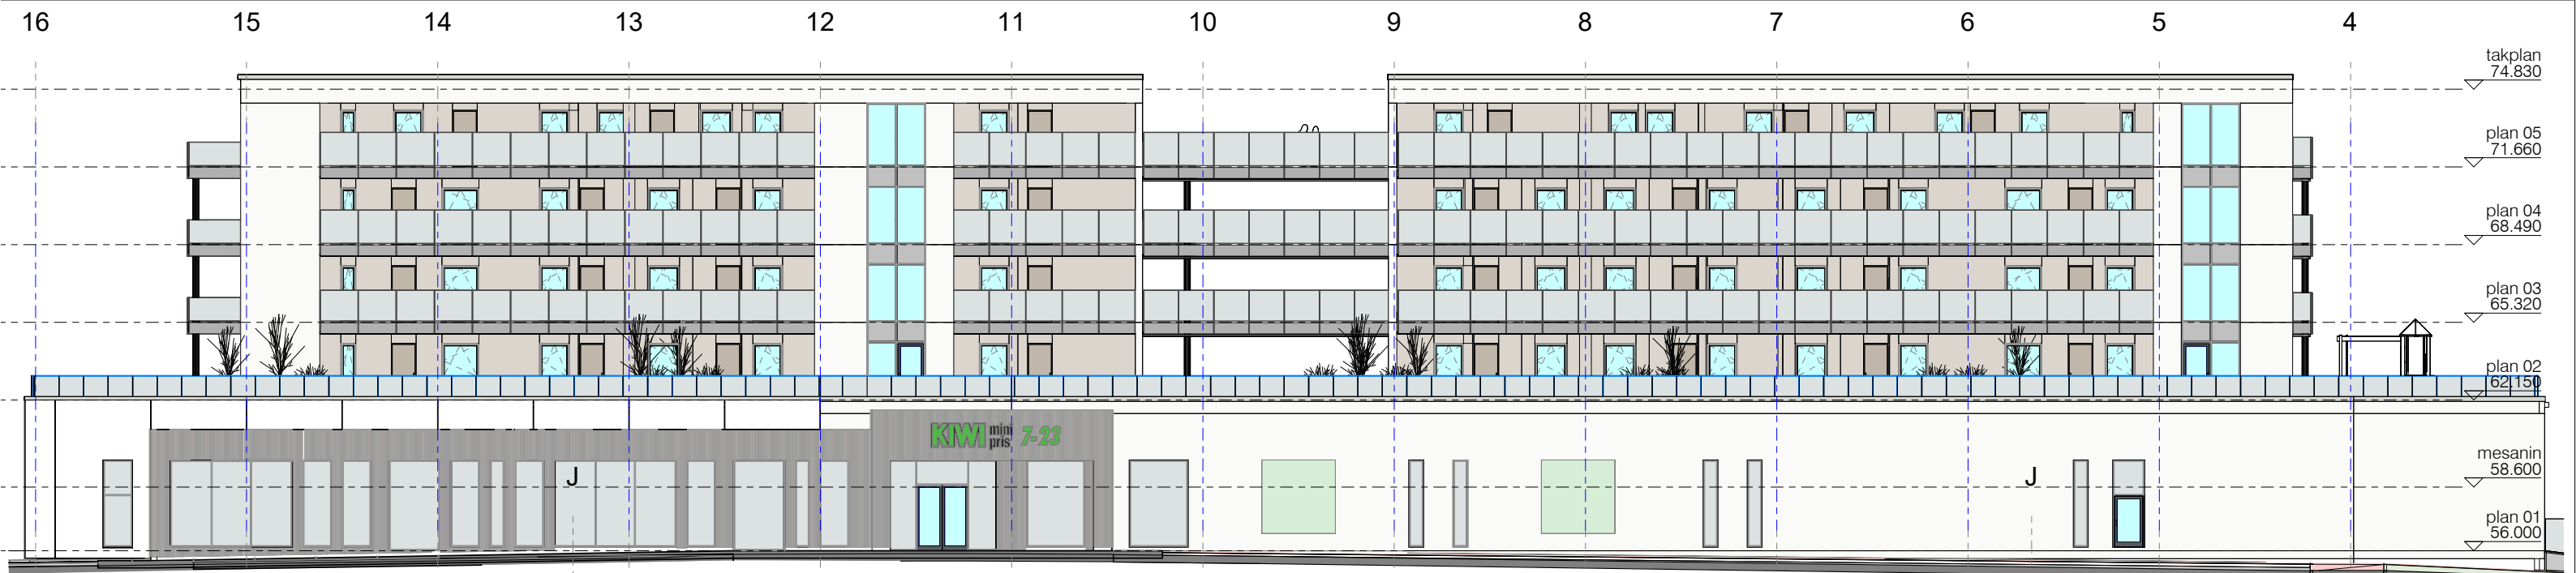 16 15 14 13 12 11 10 9 8 7 6 5 4
takplan
74.830
plan 05
71.660
plan 04
68.490
plan 03
65.320
plan 02
62.150
KIWI mini pris 7-23
mesanin
58.600
J J
plan 01
56.000